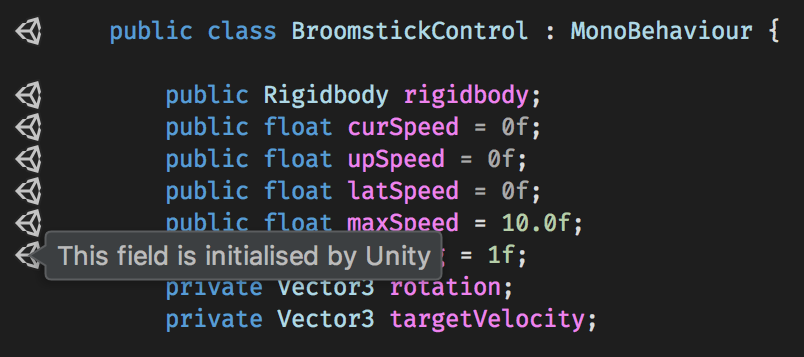 public class BroomstickControl : MonoBehaviour {
public Rigidbody rigidbody;
public float curSpeed = 0f;
public float upSpeed = 0f;
public float latSpeed = 0f;
public float maxSpeed = 10.0f;
This field is initialised by Unity = 1f;
private Vector3 rotation;
private Vector3 targetVelocity;